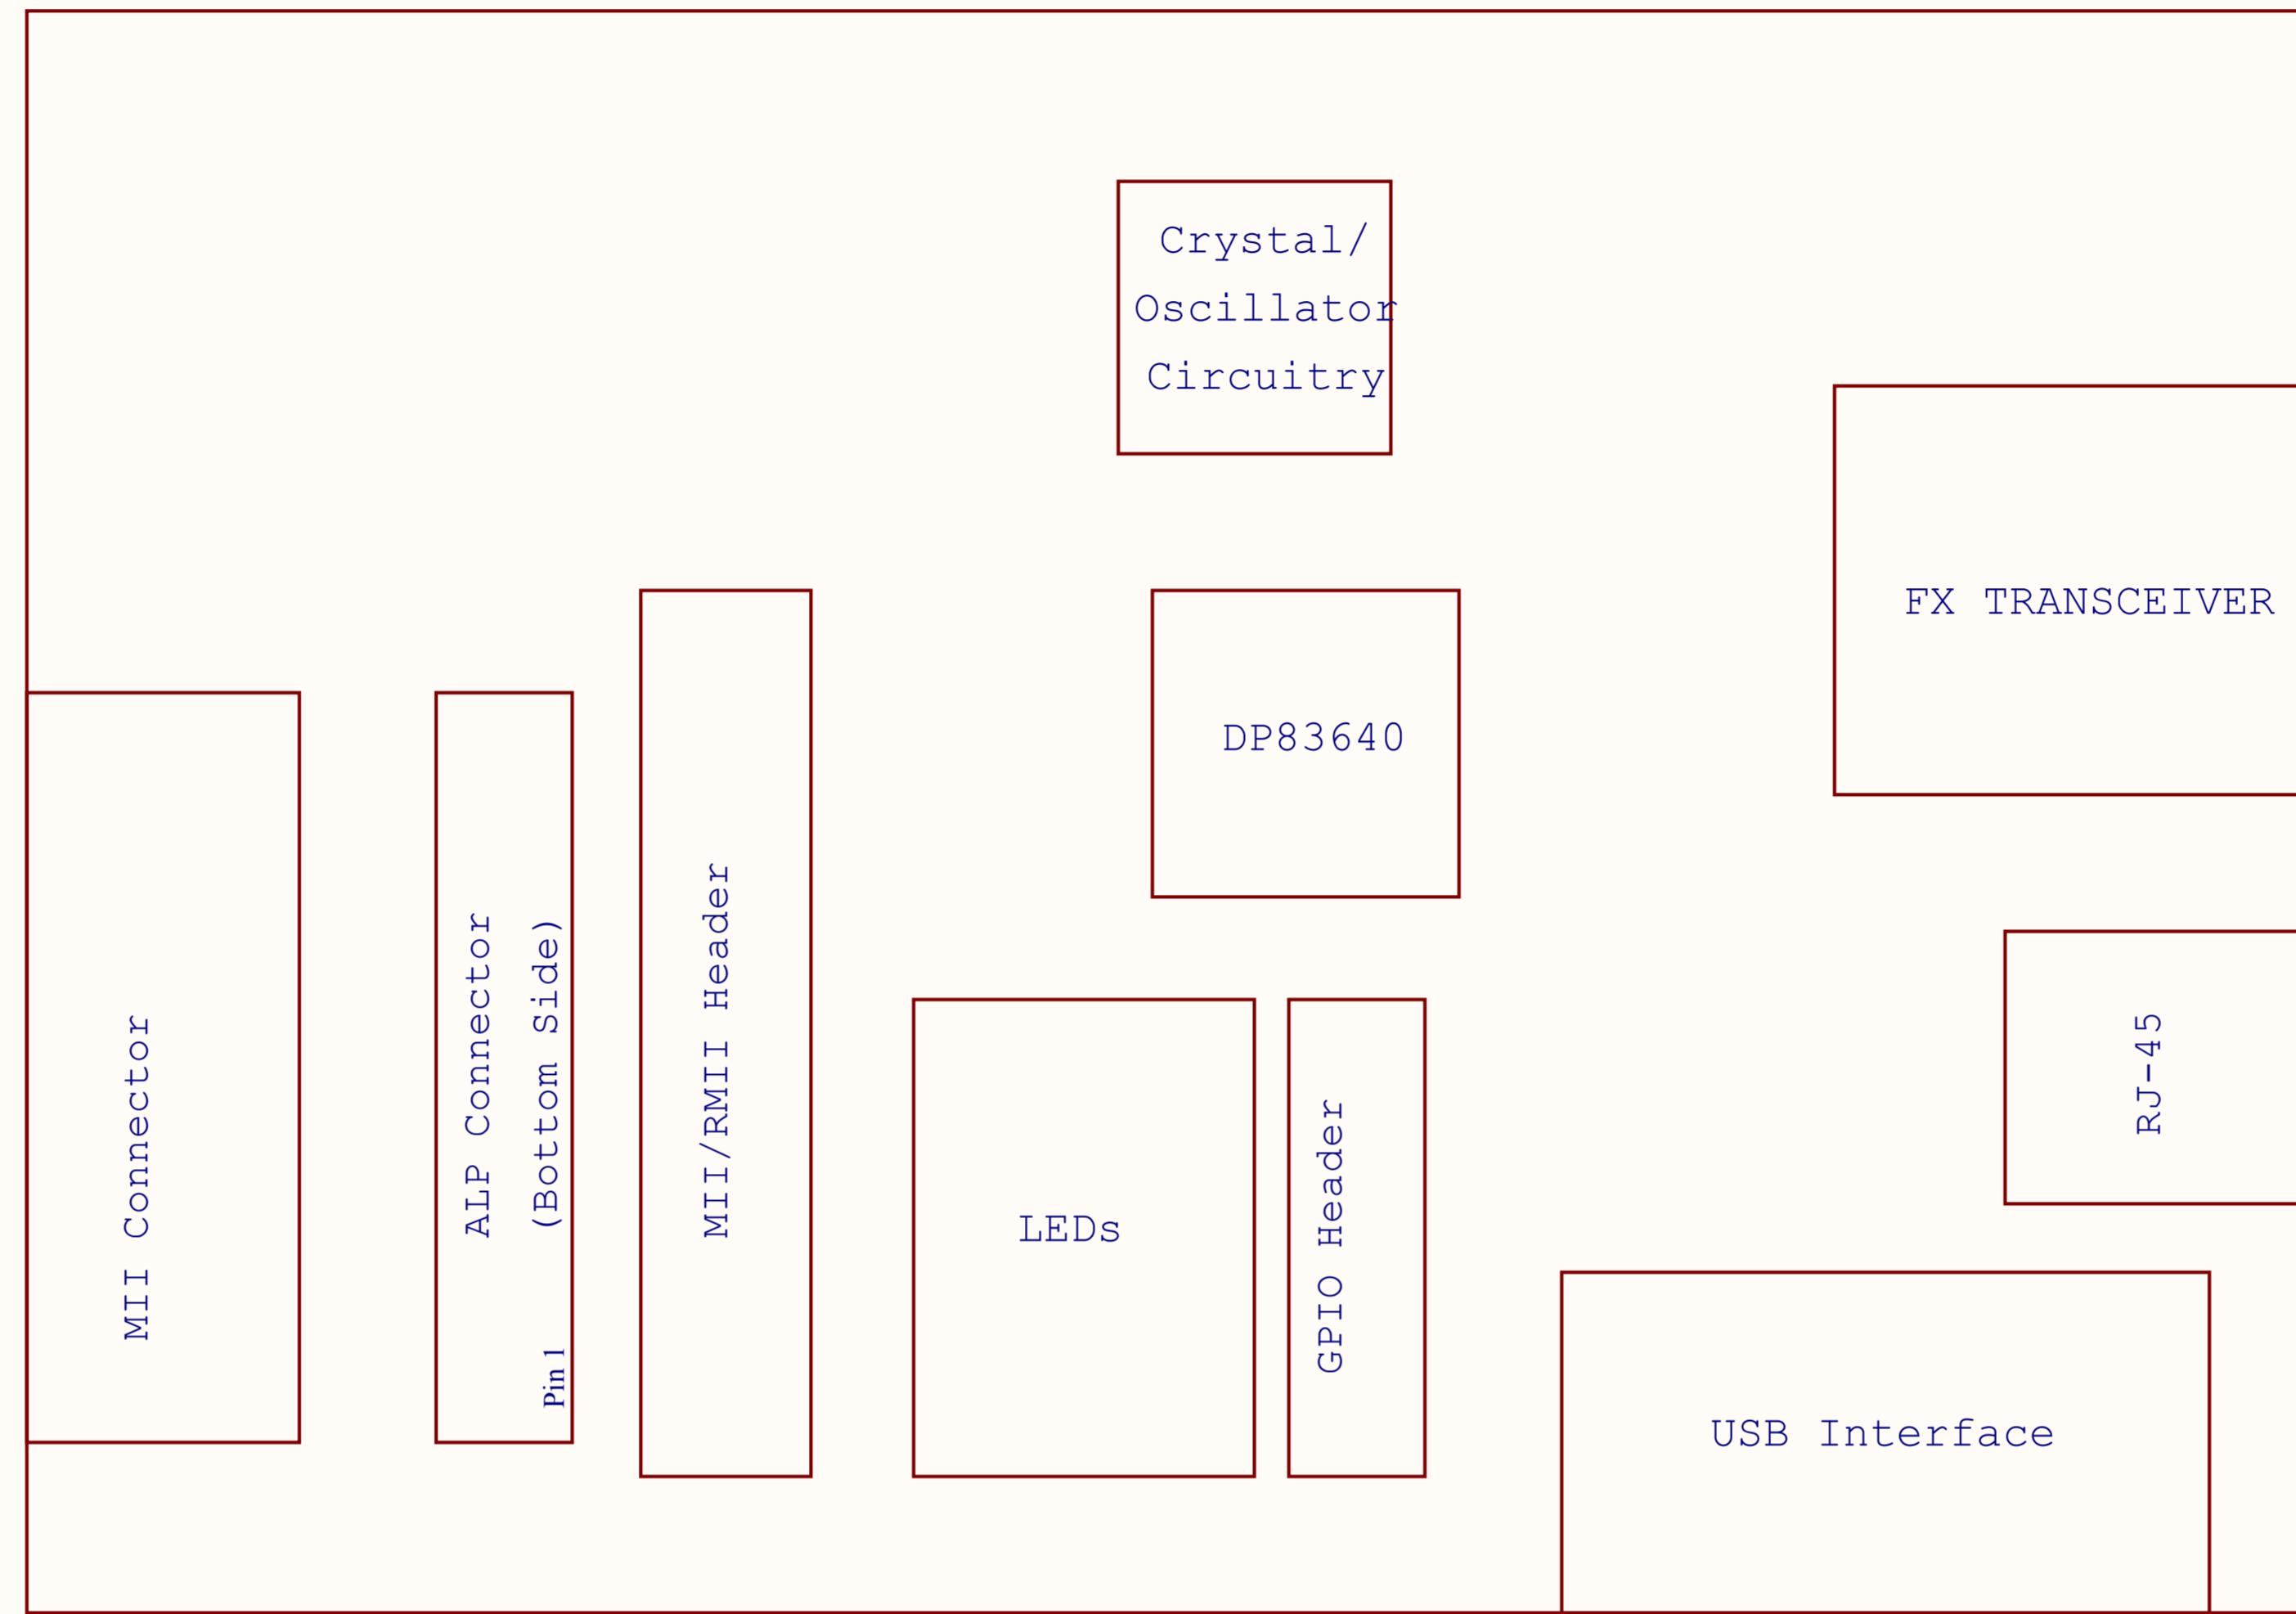 Crystal/
Oscillator
Circuitry
FX TRANSCEIVER
DP83640
MII Connector
ALP Connector
(Bottom Side)
Pin 1
MII/RMII Header
LEDs
GPIO Header
RJ-45
USB Interface